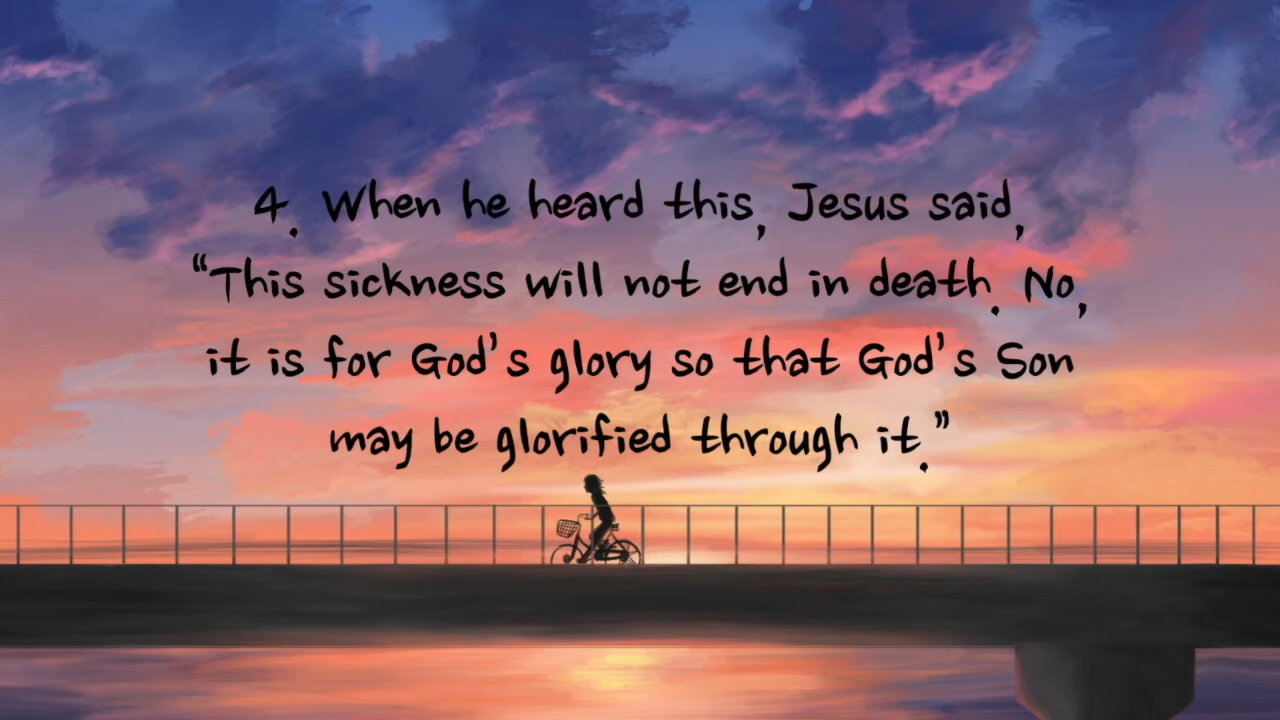 4. When he heard this, Jesus said,
“This sickness will not end in death. No,
it is for God’s glory so that God’s Son
may be glorified through it.”